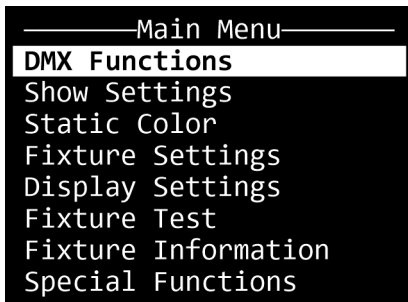 Main Menu
DMX Functions
Show Settings
Static Color
Fixture Settings
Display Settings
Fixture Test
Fixture Information
Special Functions